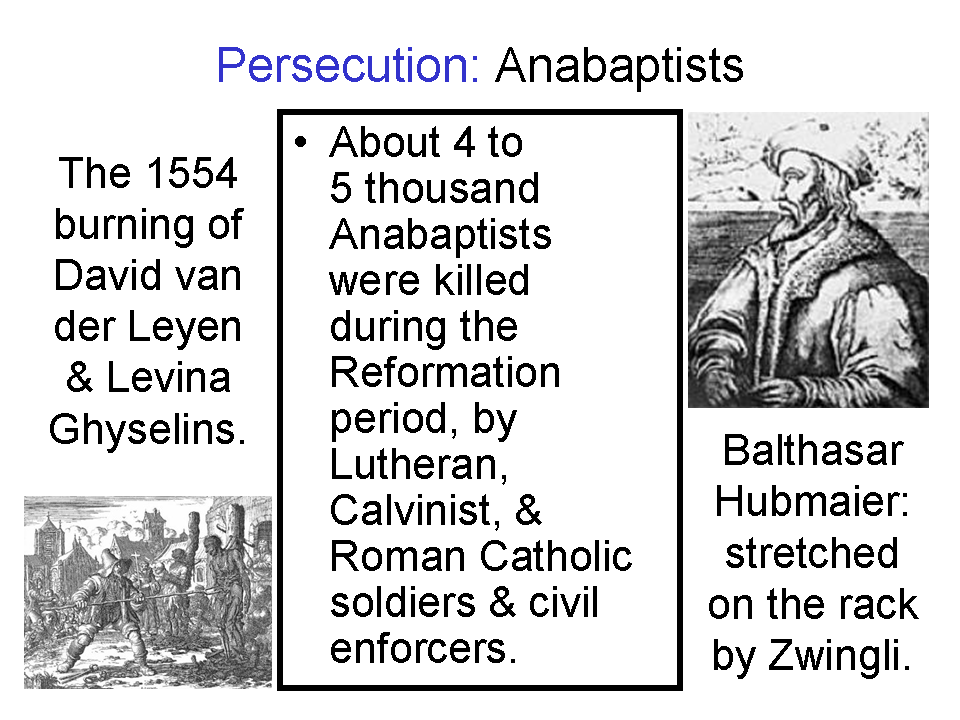 Persecution: Anabaptists
The 1554
burning of
David van
der Leyen
& Levina
Ghyselins.
• About 4 to
5 thousand
Anabaptists
were killed
during the
Reformation
period, by
Lutheran,
Calvinist, &
Roman Catholic
soldiers & civil
enforcers.
Balthasar
Hubmaier:
stretched
on the rack
by Zwingli.